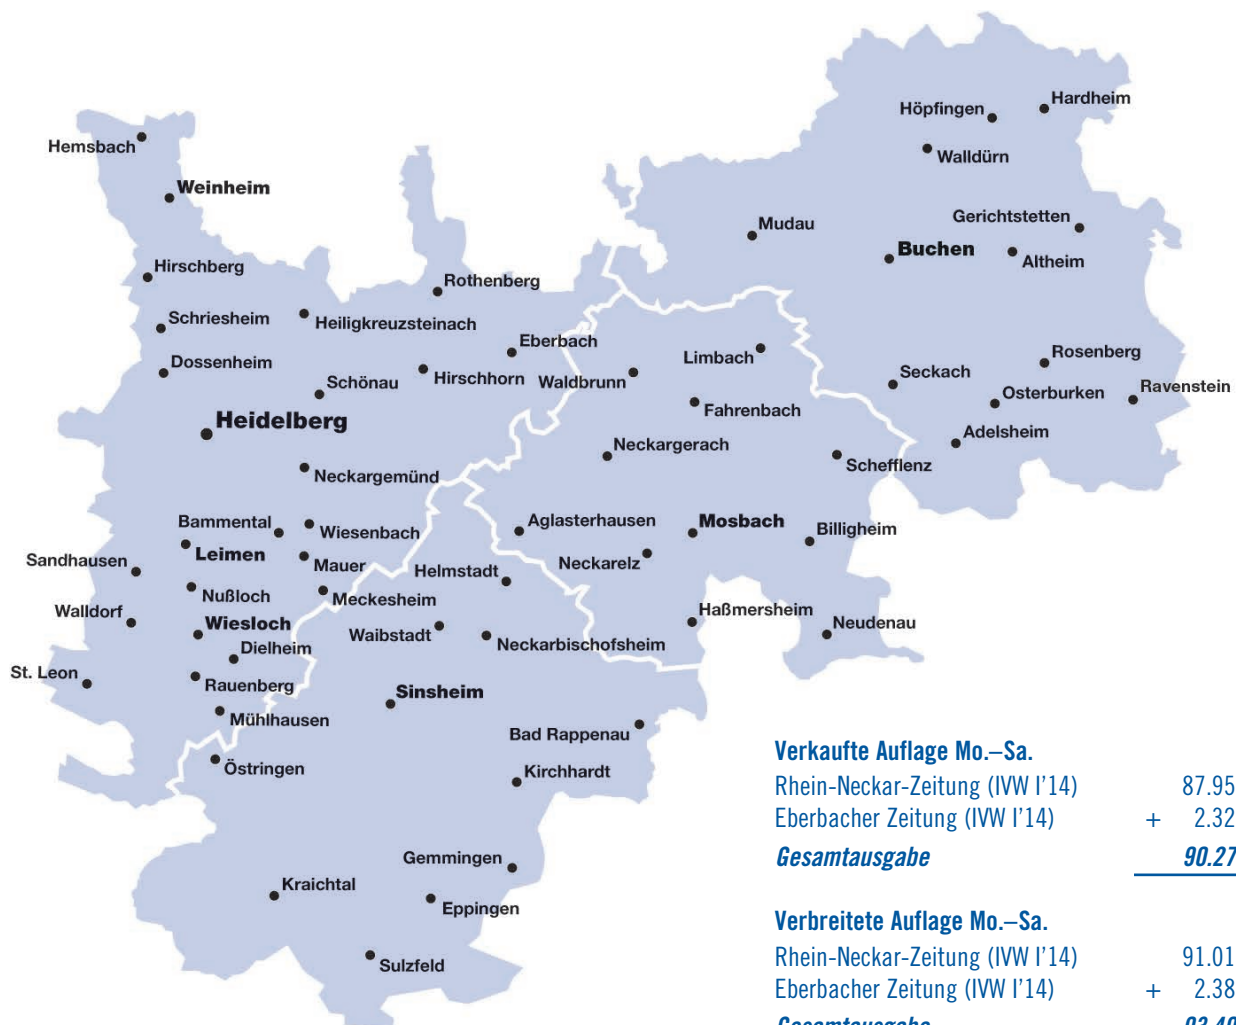 Hardheim
Höpfingen
Hemsbach
Walldürn
Weinheim
Gerichtstetten
Mudau
Buchen
Altheim
Hirschberg
Rothenberg
Schriesheim
Heiligkreuzsteinach
Eberbach
Limbach
Rosenberg
Dossenheim
Hirschhorn
Waldbrunn
Seckach
Schönau
Ravenstein
Osterburken
Fahrenbach
Heidelberg
Adelsheim
Neckargerach
Schefflenz
Neckargemünd
Bammental
Wiesenbach
Aglasterhausen
Mosbach
Billigheim
Leimen
Sandhausen
Mauer
Helmstadt
Neckarelz
Nußloch
Meckesheim
Walldorf
Wiesloch
Waibstadt
Haßmersheim
Neudenau
Neckarbischofsheim
Dielheim
St. Leon
Rauenberg
Sinsheim
Mühlhausen
Bad Rappenau
Östringen
Kirchhardt
Gemmingen
Kraichtal
Eppingen
Sulzfeld
Verkaufte Auflage Mo.–Sa.
Rhein-Neckar-Zeitung (IVW I’14) 87.95
Eberbacher Zeitung (IVW I’14) + 2.32
Gesamtausgabe 90.27
Verbreitete Auflage Mo.–Sa.
Rhein-Neckar-Zeitung (IVW I’14) 91.01
Eberbacher Zeitung (IVW I’14) + 2.38
Gesamtausgabe 93.40